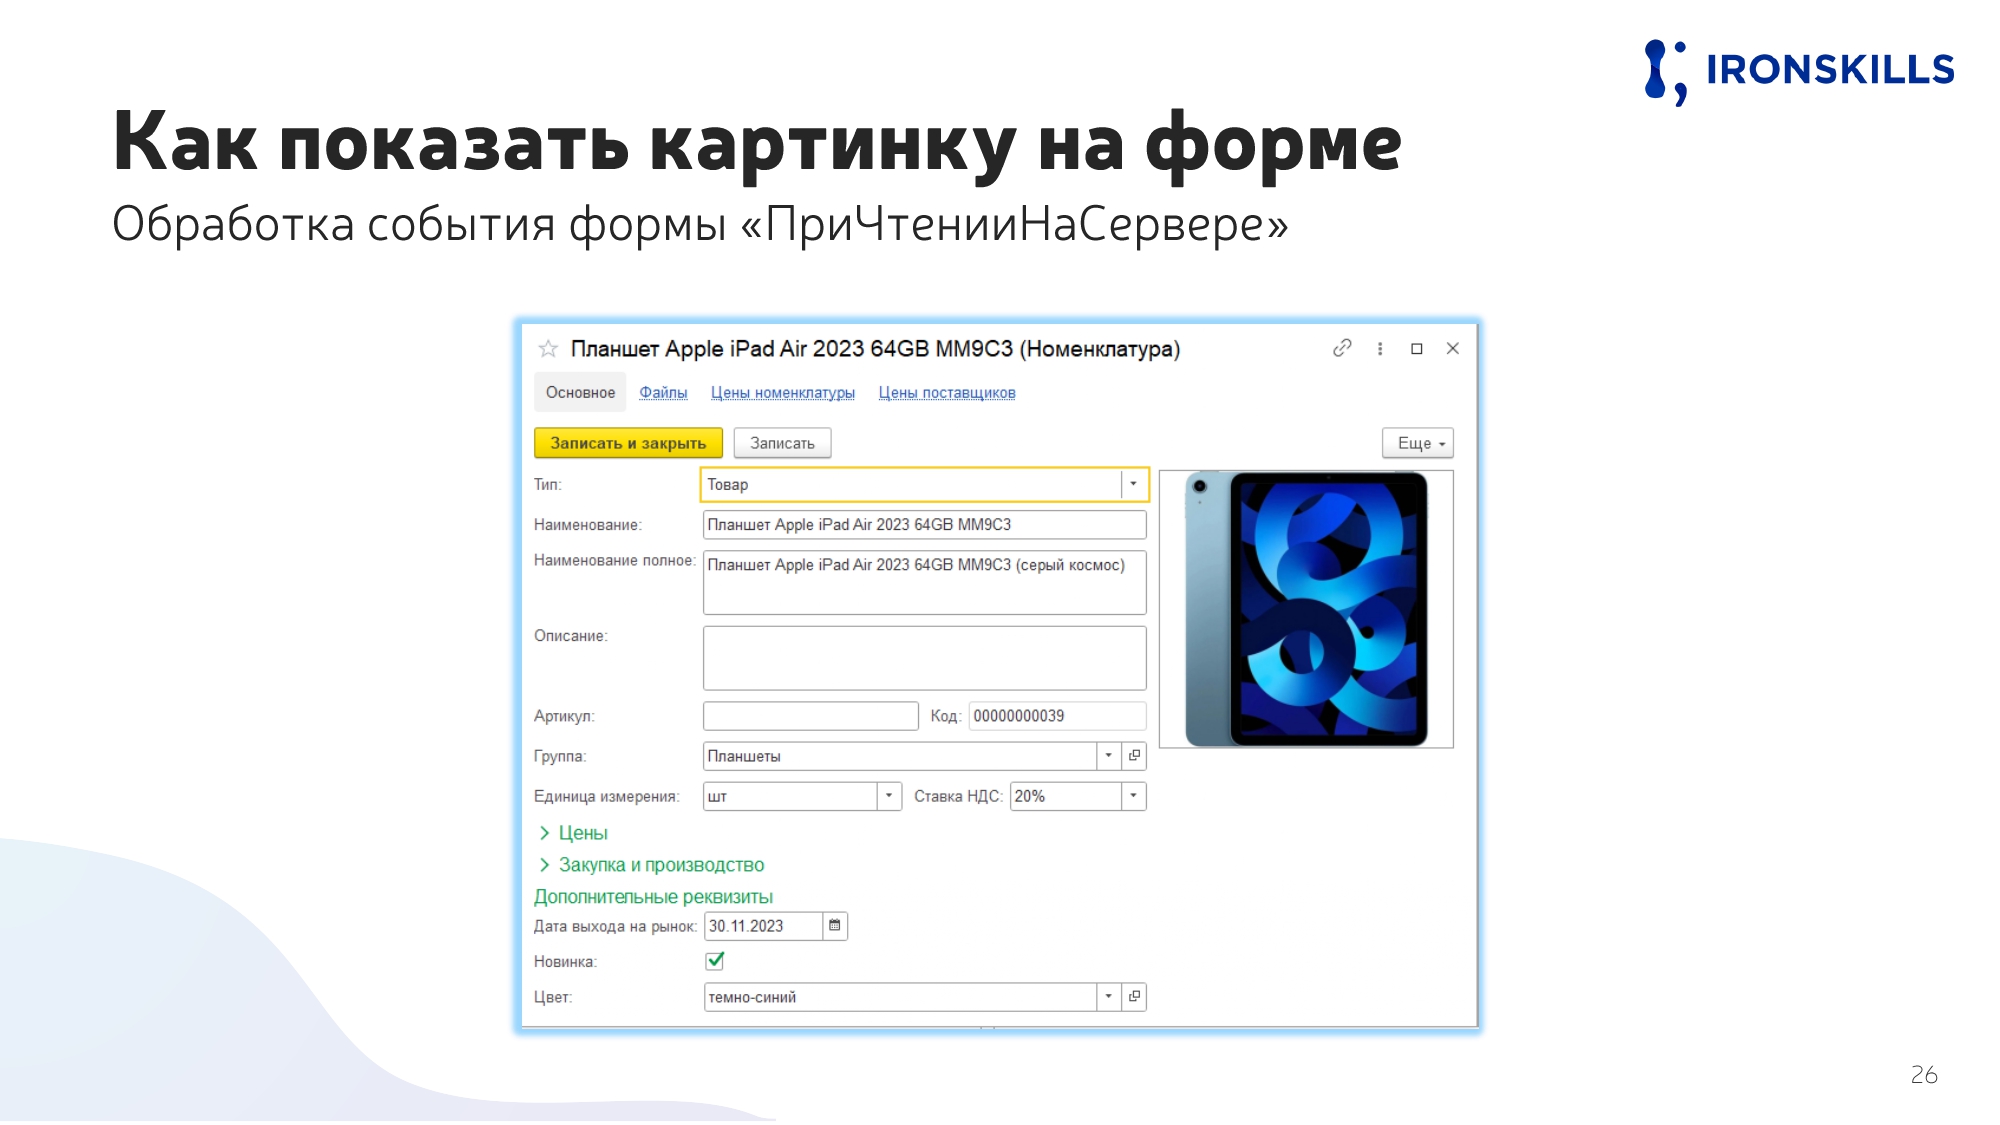 IRONSKILLS
Как показать картинку на форме
Обработка события формы «ПриЧтенииНаСервере»
Планшет Apple iPad Air 2023 64GB MM9C3 (Номенклатура)
Основное Файлы Цены номенклатуры Цены поставщиков
Записать и закрыть Записать Еще
Тип: Товар
Наименование: Планшет Apple iPad Air 2023 64GB MM9C3
Наименование полное: Планшет Apple iPad Air 2023 64GB MM9C3 (серый космос)
Описание:
Артикул: Код: 00000000039
Группа: Планшеты
Единица измерения: шт Ставка НДС: 20%
Цены
Закупка и производство
Дополнительные реквизиты
Дата выхода на рынок: 30.11.2023
Новинка:
Цвет: темно-синий
26